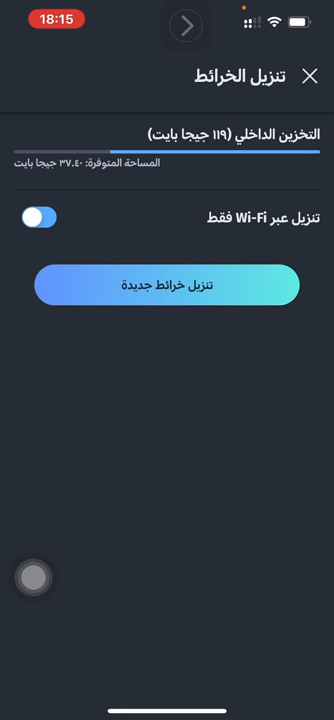 18:15
تنزيل الخرائط
التخزين الداخلي (١١٩ جيجا بايت)
المساحة المتوفرة: ٣٧.٤٠ جيجا بايت
تنزيل عبر Wi-Fi فقط
تنزيل خرائط جديدة